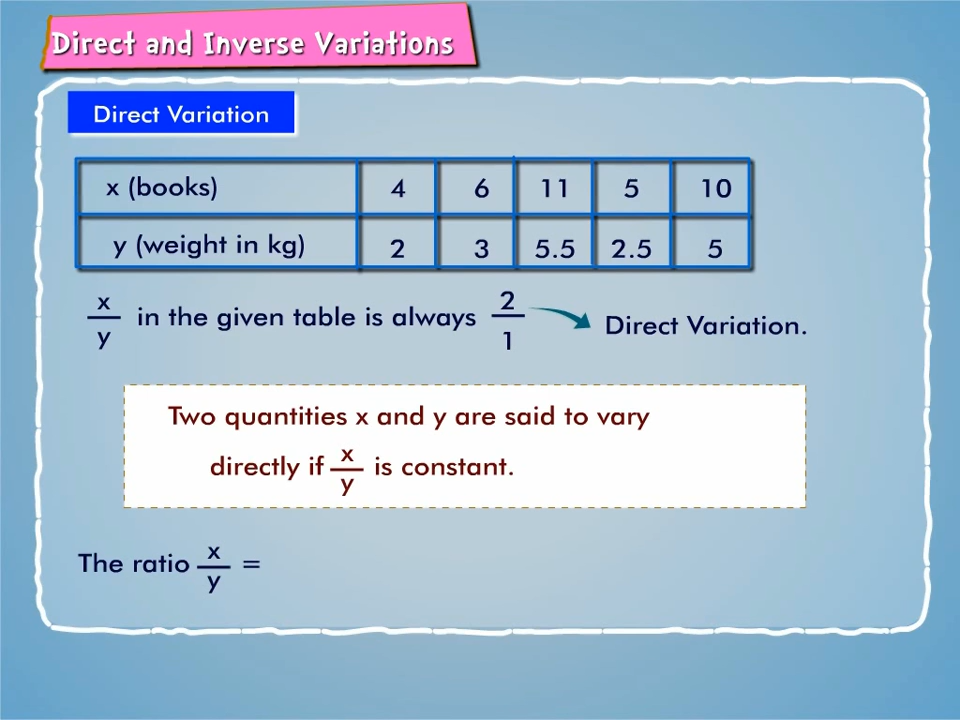 Direct and Inverse Variations
Direct Variation
x (books) 4 6 11 5 10
y (weight in kg) 2 3 5.5 2.5 5
x/y in the given table is always 2/1 Direct Variation.
Two quantities x and y are said to vary
directly if x/y is constant.
The ratio x/y =